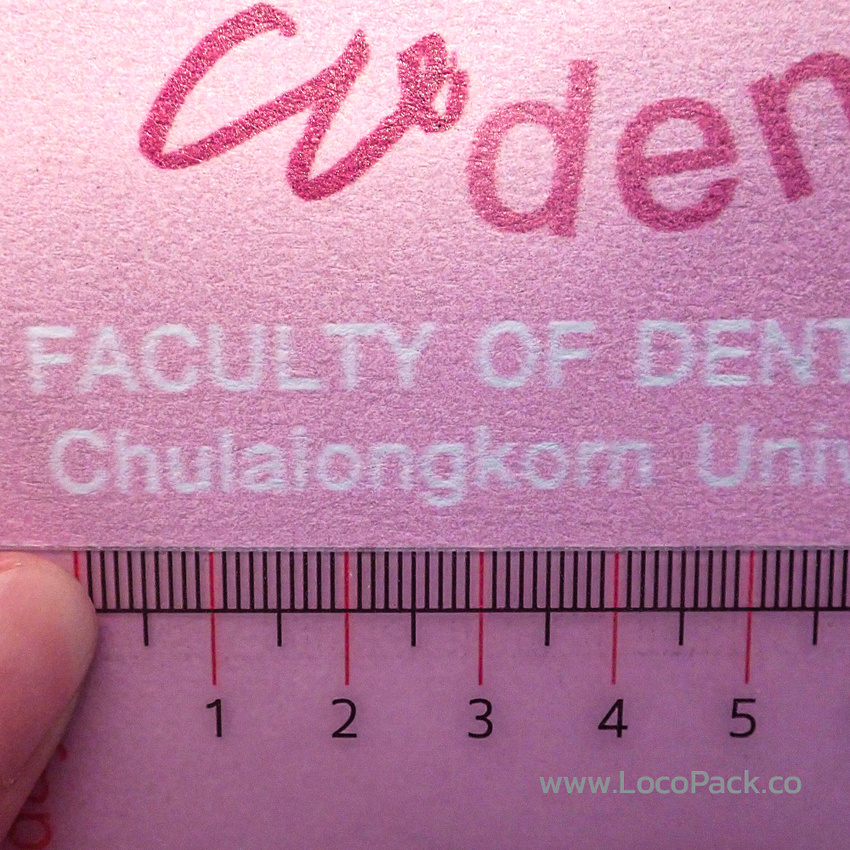 den
FACULTY OF DENT
Chulalongkorn Univ
1 2 3 4 5
www.LocoPack.co